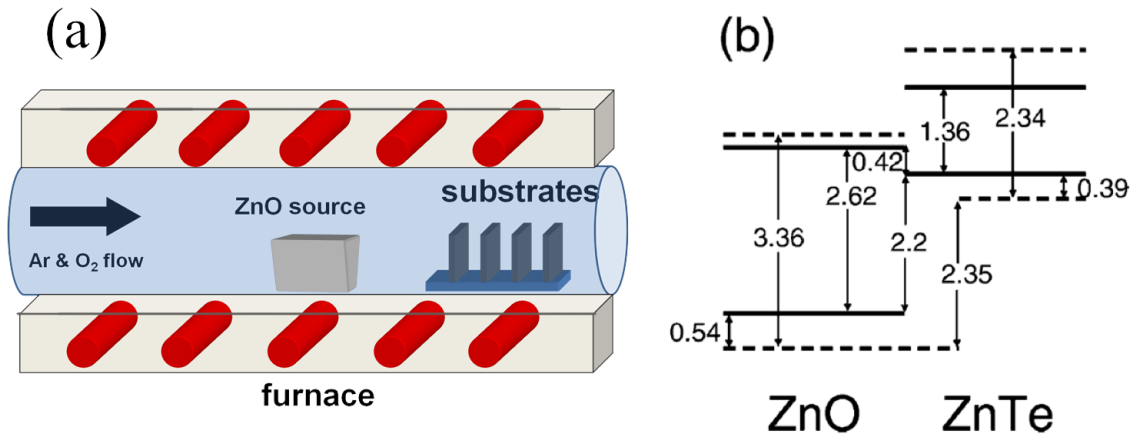 (a)
ZnO source
substrates
Ar & O₂ flow
furnace
(b)
2.34
1.36
0.42
0.39
2.62
3.36
2.2
2.35
0.54
ZnO
ZnTe